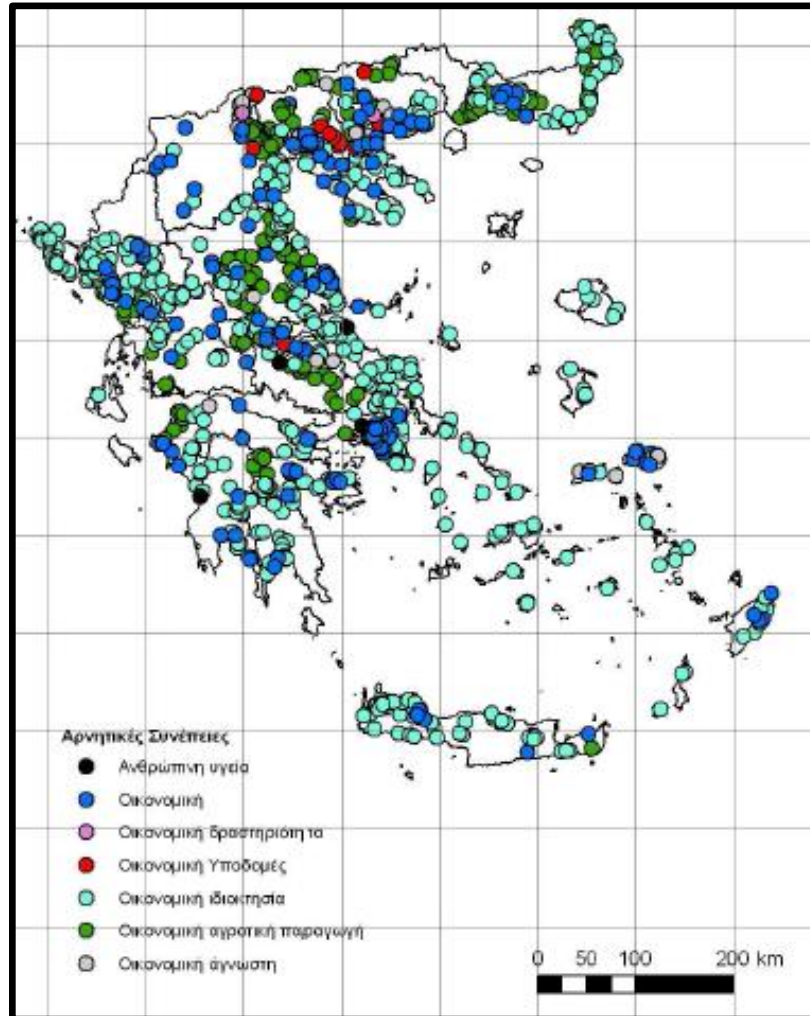 Αρνητικές Συνέπειες
Ανθρώπινη υγεία
Οικονομική
Οικονομική δραστηριότητα
Οικονομική Υποδομές
Οικονομική ιδιοκτησία
Οικονομική αγροτική παραγωγή
Οικονομική άγνωστη
0 50 100 200 km